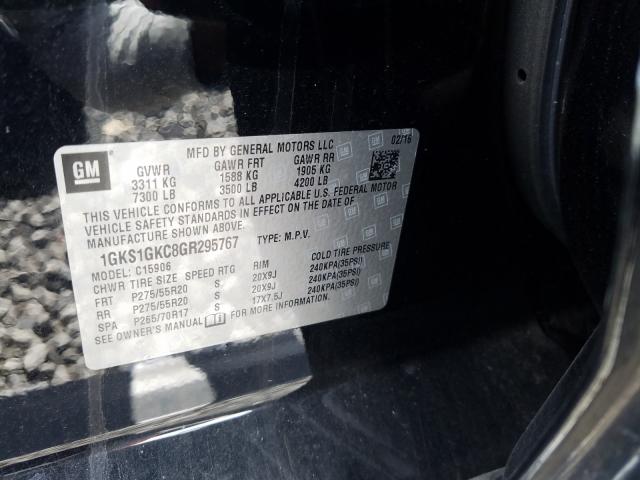 GM
MFD BY GENERAL MOTORS LLC 02/16
GVWR GAWR FRT GAWR RR
3311 KG 1588 KG 1905 KG
7300 LB 3500 LB 4200 LB
THIS VEHICLE CONFORMS TO ALL APPLICABLE U.S. FEDERAL MOTOR
VEHICLE SAFETY STANDARDS IN EFFECT ON THE DATE OF
MANUFACTURE SHOWN ABOVE.
1GKS1GKC8GR295767 TYPE: M.P.V.
MODEL: C15906
CHTR TIRE SIZE SPEED RTG RIM COLD TIRE PRESSURE
FRT P275/55R20 S 20X9J 240KPA(35PSI)
RR P275/55R20 S 20X9J 240KPA(35PSI)
SPA P265/70R17 S 17X7.5J 240KPA(35PSI)
SEE OWNER'S MANUAL